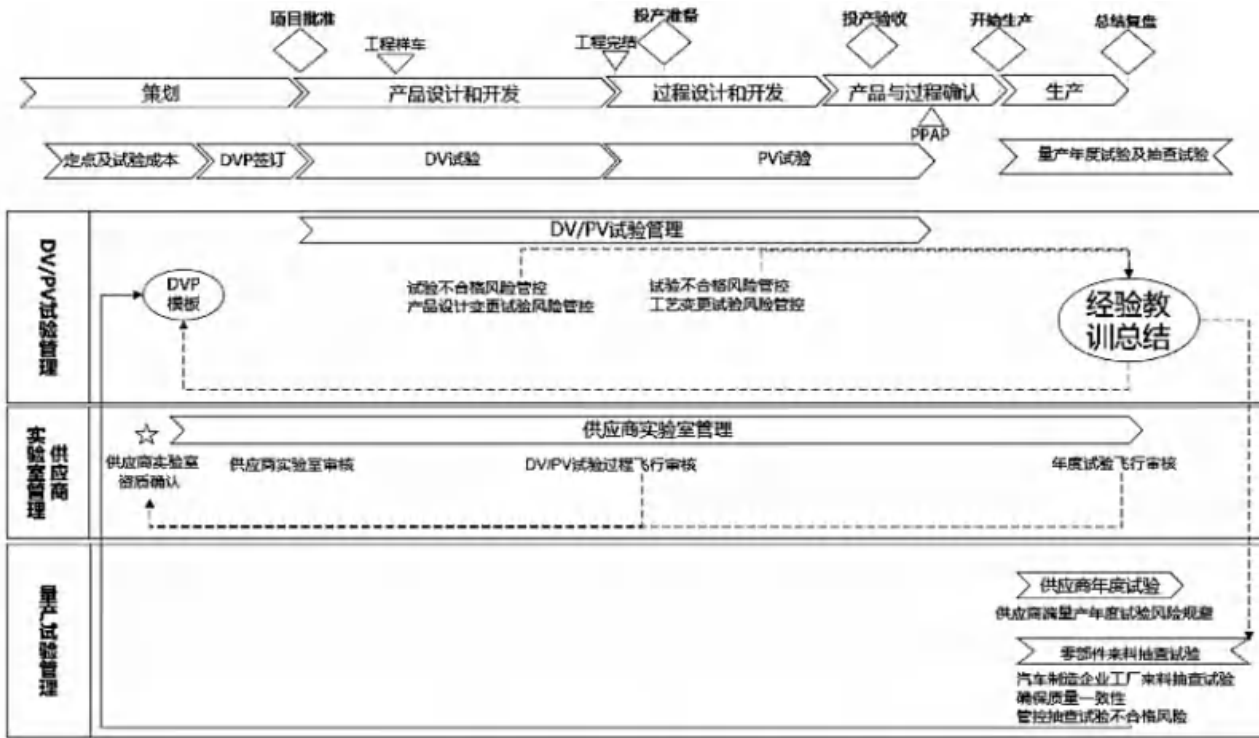 项目批准
投产准备
投产验收
开始生产
总结复盘
工程样车
工程完结
策划
产品设计和开发
过程设计和开发
产品与过程确认
生产
PPAP
定点及试验成本
DVP签订
DV试验
PV试验
量产年度试验及抽查试验
DV/PV试验管理
DV/PV试验管理
DVP
模板
试验不合格风险管控
产品设计变更试验风险管控
试验不合格风险管控
工艺变更试验风险管控
经验教
训总结
供应商
实验室管理
供应商实验室管理
供应商实验室
资质确认
供应商实验室审核
DV/PV试验过程飞行审核
年度试验飞行审核
量产试验管理
供应商年度试验
供应商端量产年度试验风险规避
零部件来料抽查试验
汽车制造企业工厂来料抽查试验
确保质量一致性
管控抽查试验不合格风险